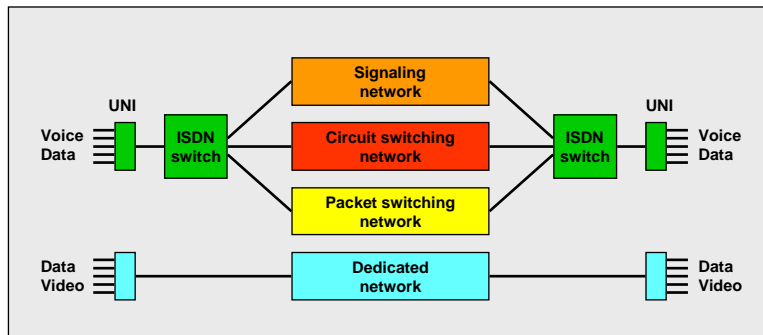 Signaling
network
UNI
UNI
ISDN
switch
Circuit switching
network
ISDN
switch
Voice
Data
Voice
Data
Packet switching
network
Data
Video
Dedicated
network
Data
Video